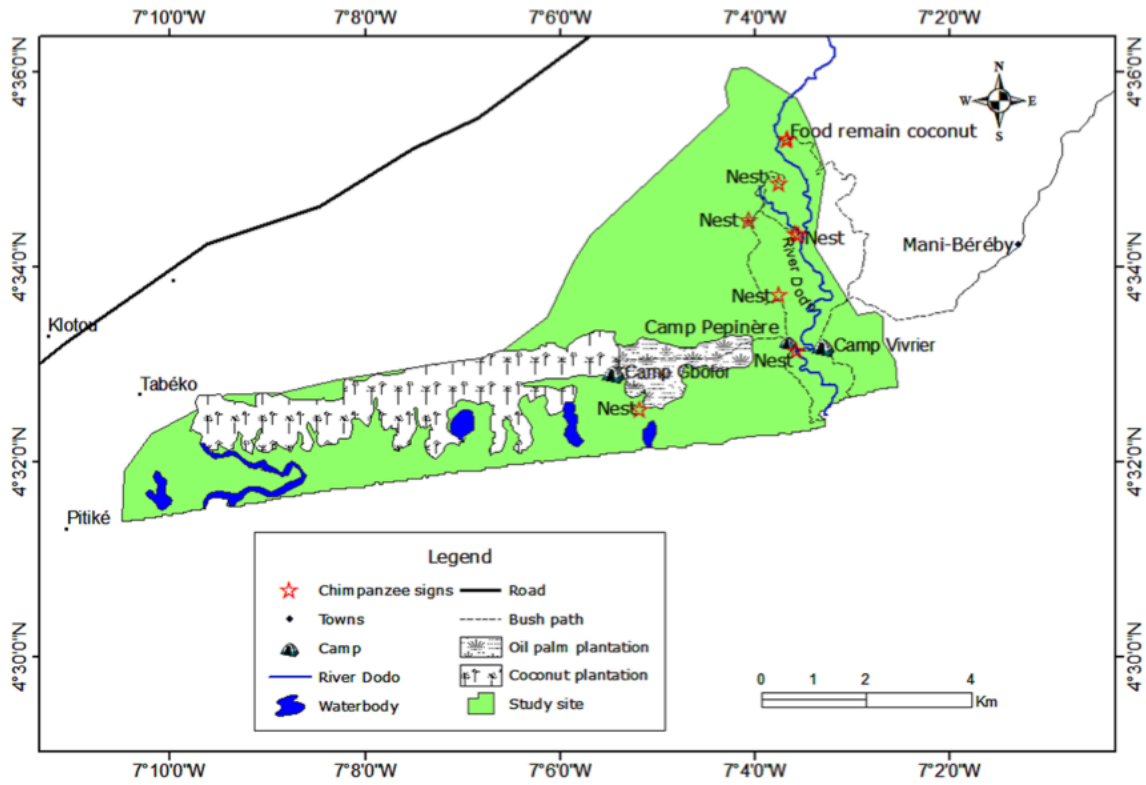 7°10'0"W 7°8'0"W 7°6'0"W 7°4'0"W 7°2'0"W
4°36'0"N 4°36'0"N
N
W E
S
Food remain coconut
Nest
Nest
Nest
Mani-Béréby
River Dodo
4°34'0"N 4°34'0"N
Nest
Klotou
Camp Pepinère
Camp Vivrier
Nest
Camp Gbofor
Tabéko
Nest
4°32'0"N 4°32'0"N
Pitiké
Legend
Chimpanzee signs Road
Towns Bush path
Camp Oil palm plantation
River Dodo Coconut plantation
Waterbody Study site
4°30'0"N 4°30'0"N
0 1 2 4
Km
7°10'0"W 7°8'0"W 7°6'0"W 7°4'0"W 7°2'0"W